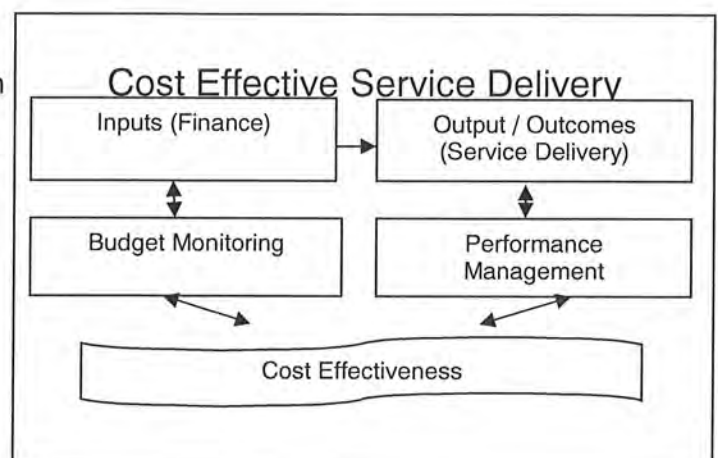 Cost Effective Service Delivery
Inputs (Finance)
Output / Outcomes
(Service Delivery)
Budget Monitoring
Performance
Management
Cost Effectiveness